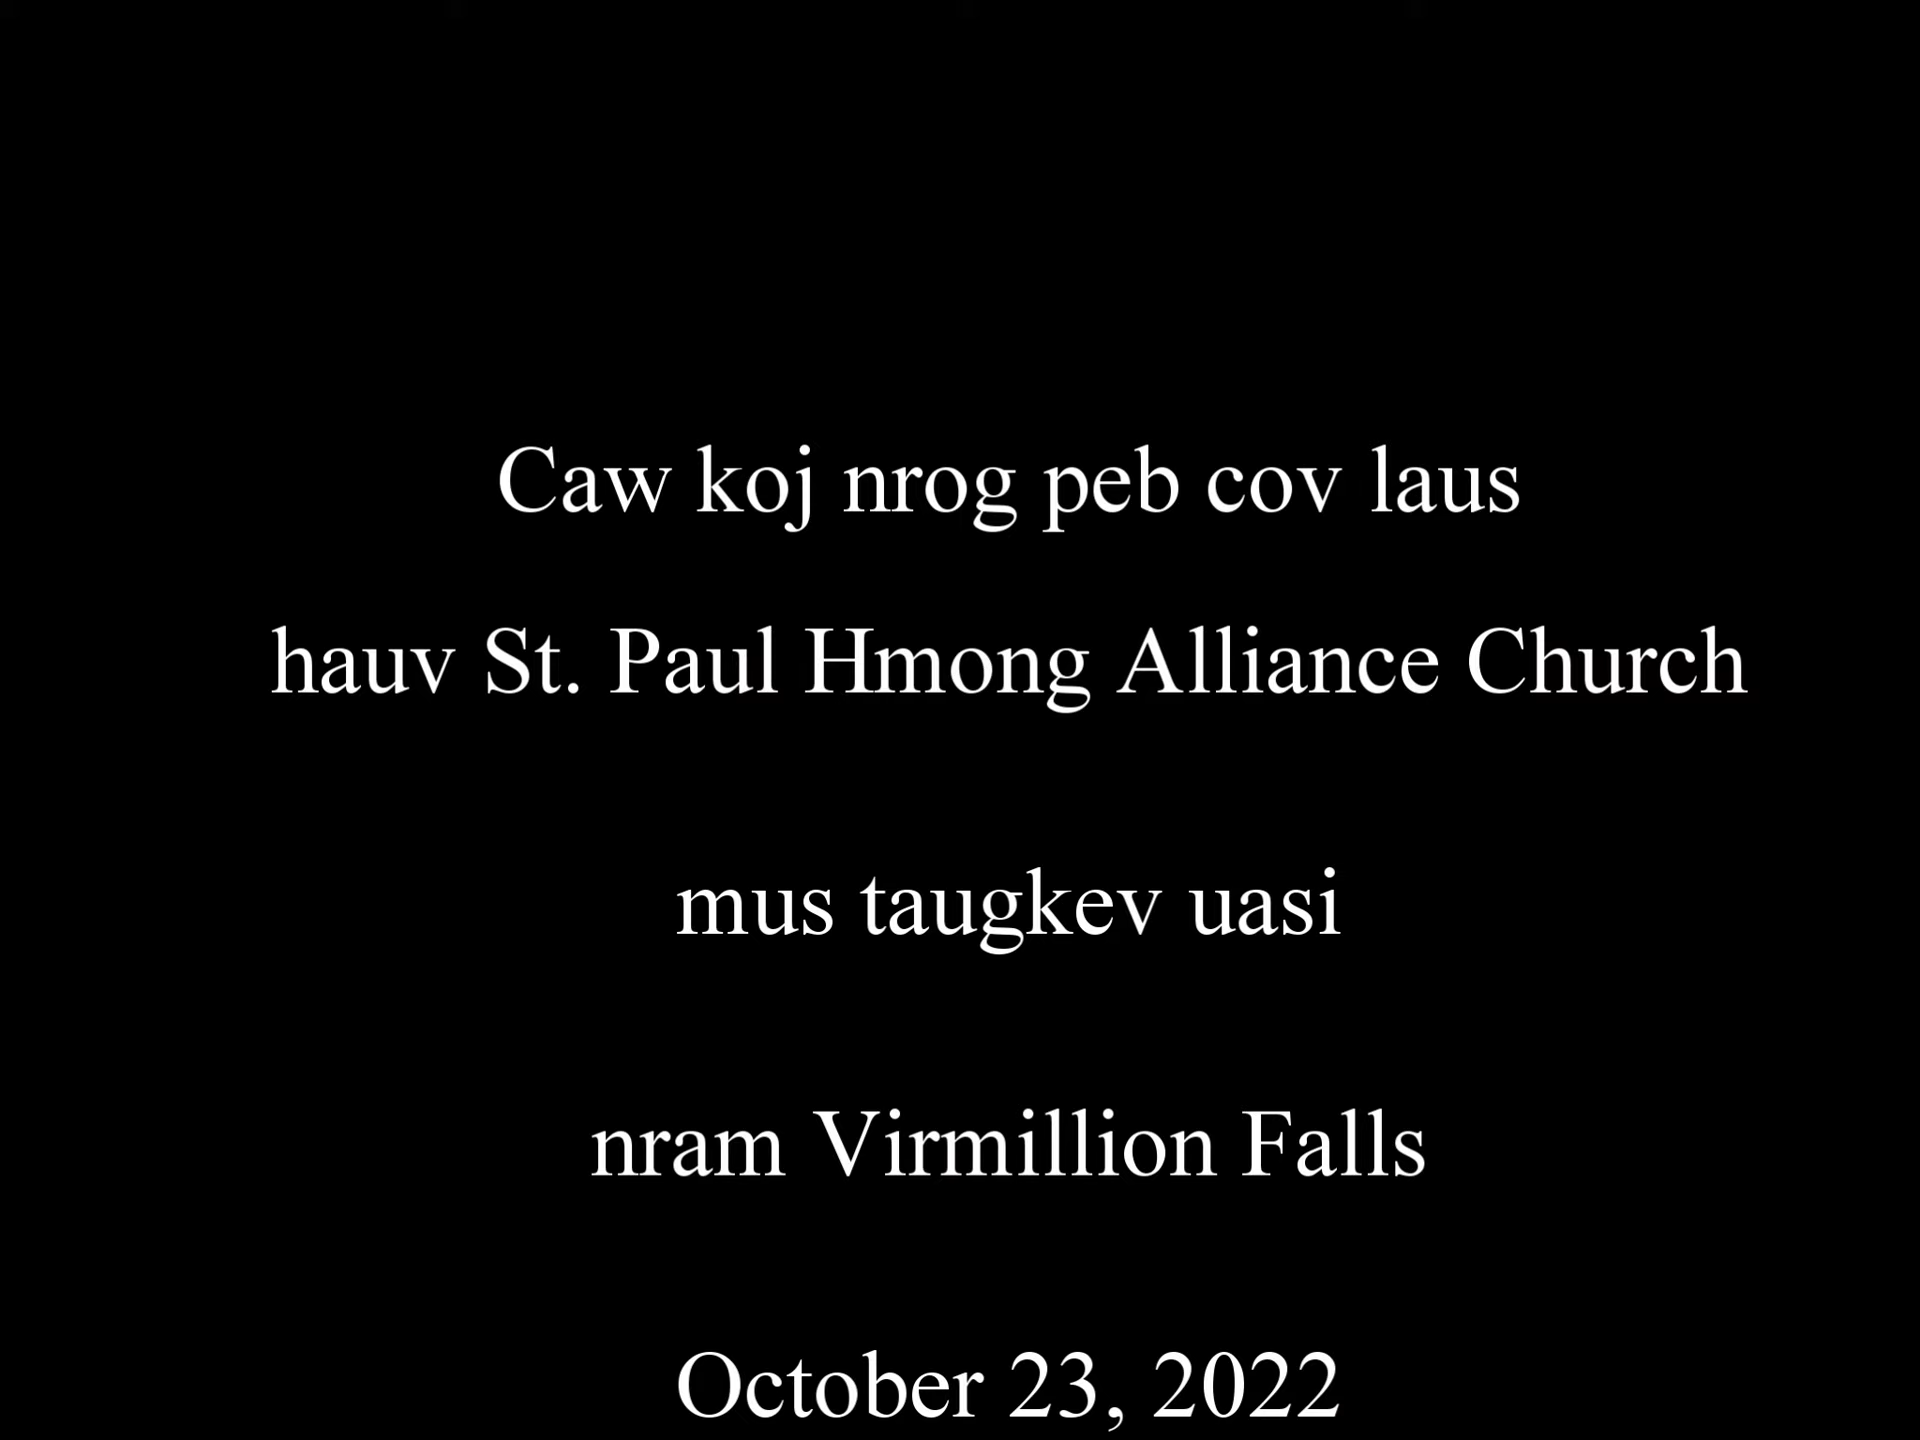 Caw koj nrog peb cov laus
hauv St. Paul Hmong Alliance Church
mus taugkev uasi
nram Virmillion Falls
October 23, 2022